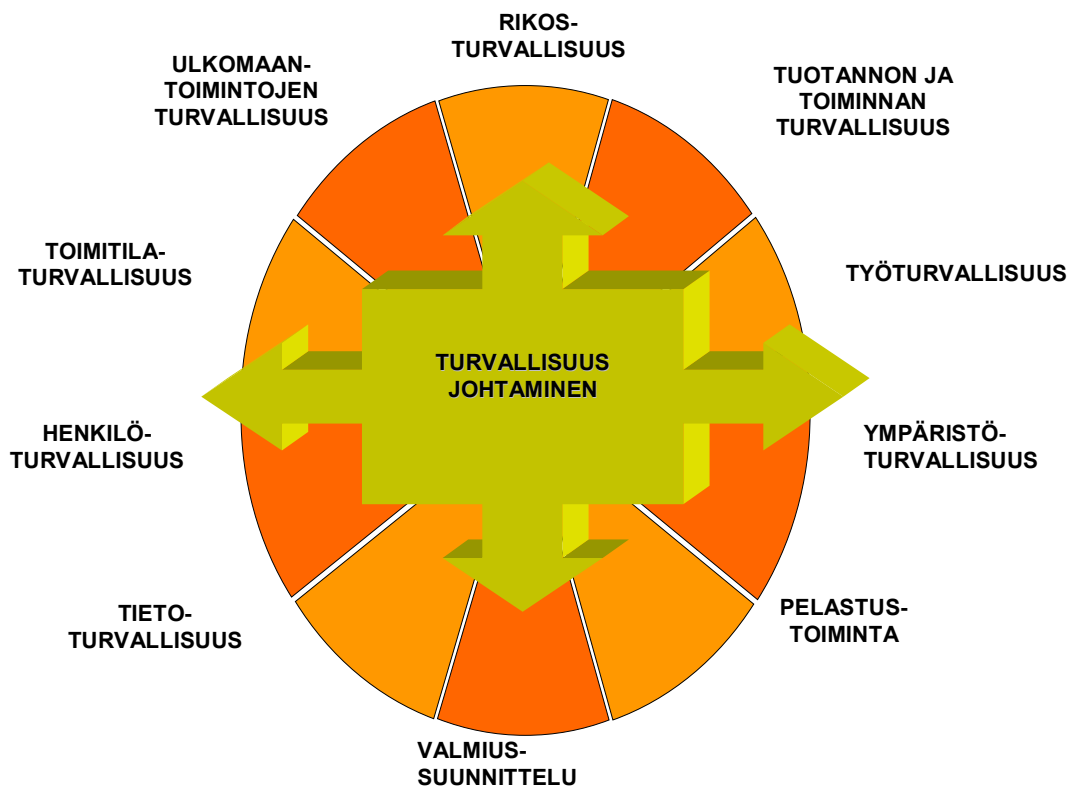 RIKOS-
TURVALLISUUS
ULKOMAAN-
TOIMINTOJEN
TURVALLISUUS
TUOTANNON JA
TOIMINNAN
TURVALLISUUS
TOIMITILA-
TURVALLISUUS
TYÖTURVALLISUUS
TURVALLISUUS
JOHTAMINEN
HENKILÖ-
TURVALLISUUS
YMPÄRISTÖ-
TURVALLISUUS
TIETO-
TURVALLISUUS
PELASTUS-
TOIMINTA
VALMIUS-
SUUNNITTELU